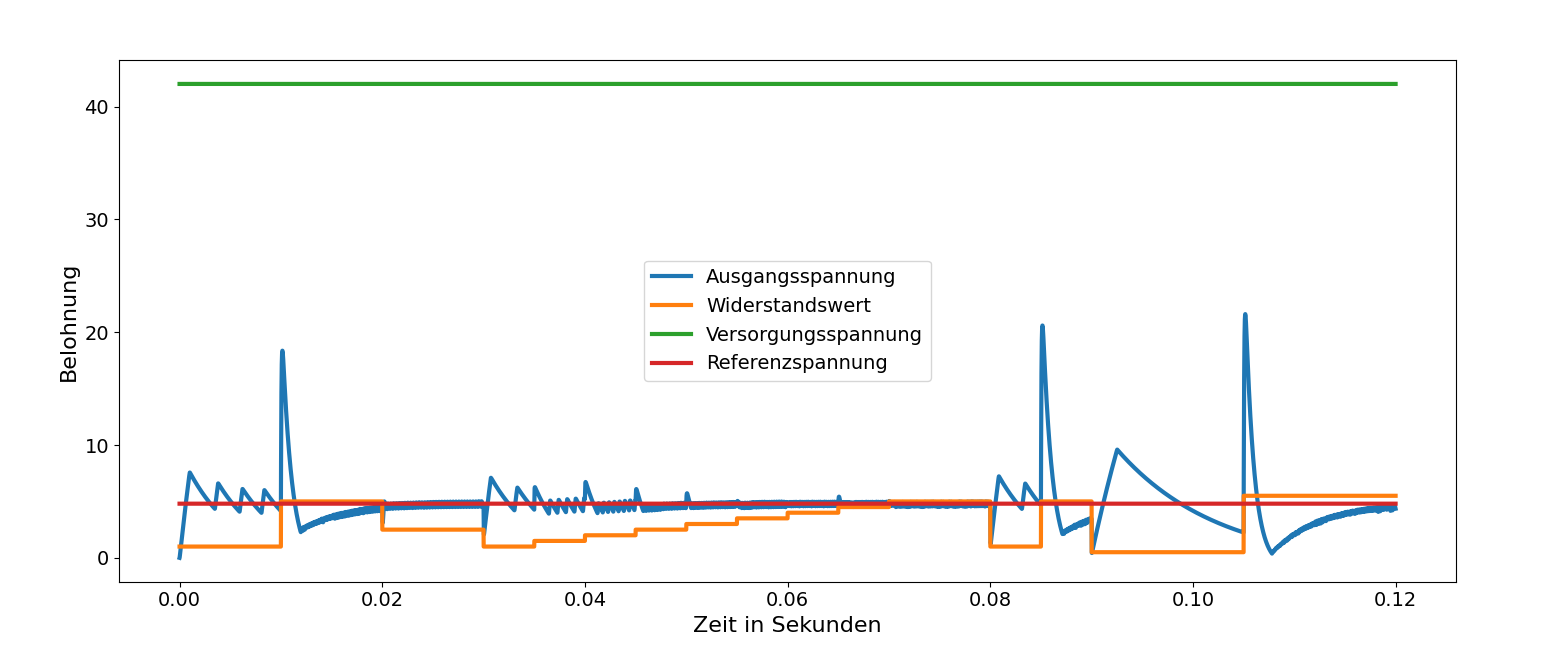 40
30
20
10
0
Belohnung
Ausgangsspannung
Widerstandswert
Versorgungsspannung
Referenzspannung
0.00 0.02 0.04 0.06 0.08 0.10 0.12
Zeit in Sekunden